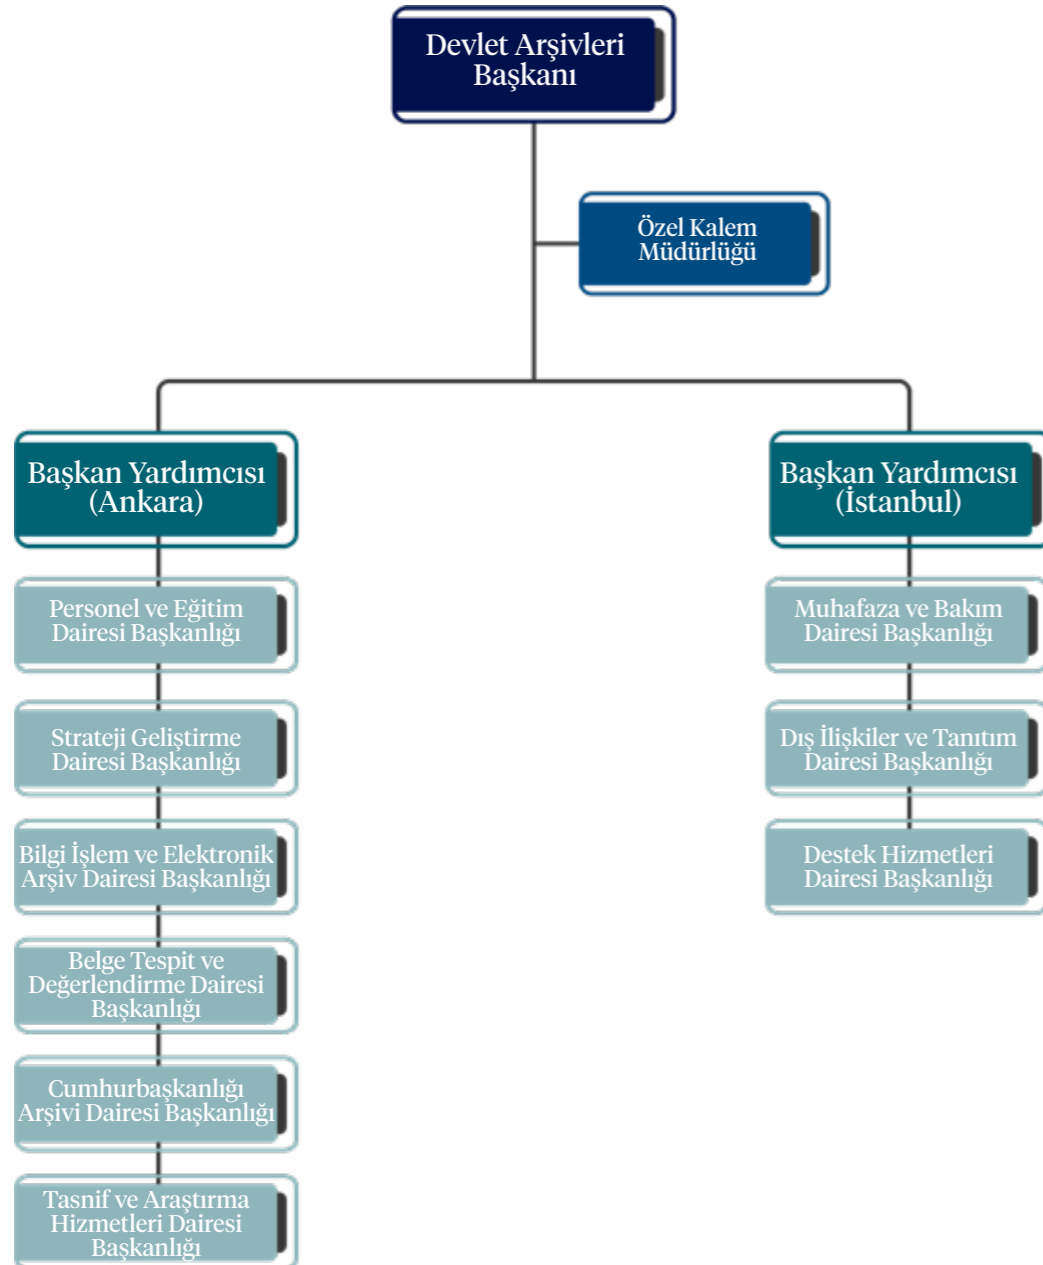 Devlet Arşivleri
Başkanı
Özel Kalem
Müdürlüğü
Başkan Yardımcısı
(Ankara)
Personel ve Eğitim
Dairesi Başkanlığı
Strateji Geliştirme
Dairesi Başkanlığı
Bilgi İşlem ve Elektronik
Arşiv Dairesi Başkanlığı
Belge Tespit ve
Değerlendirme Dairesi
Başkanlığı
Cumhurbaşkanlığı
Arşivi Dairesi Başkanlığı
Tasnif ve Araştırma
Hizmetleri Dairesi
Başkanlığı
Başkan Yardımcısı
(İstanbul)
Muhafaza ve Bakım
Dairesi Başkanlığı
Dış İlişkiler ve Tanıtım
Dairesi Başkanlığı
Destek Hizmetleri
Dairesi Başkanlığı